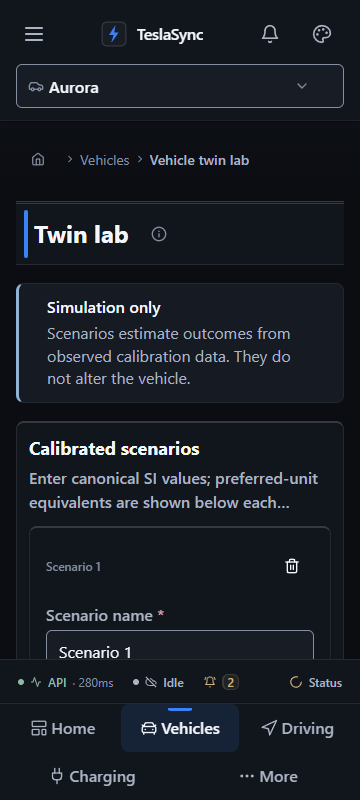 TeslaSync
Aurora
Vehicles
Vehicle twin lab
Twin lab
Simulation only
Scenarios estimate outcomes from
observed calibration data. They do
not alter the vehicle.
Calibrated scenarios
Enter canonical SI values; preferred-unit
equivalents are shown below each…
Scenario 1
Scenario name *
Scenario 1
API · 280ms
Idle
2
Status
Home
Vehicles
Driving
Charging
More